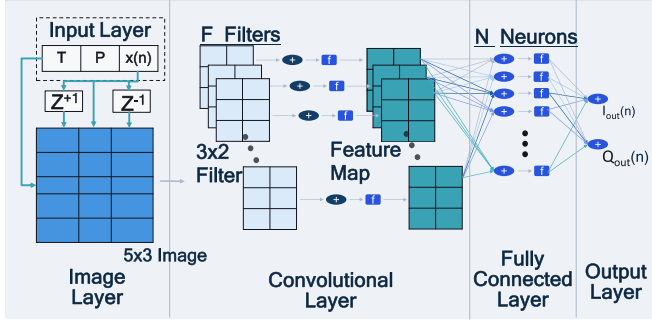 Input Layer
T P x(n)
Z+1 Z-1
5x3 Image
Image
Layer
F Filters
+ f
+ f
+ f
3x2
Filter
Feature
Map
+ f
Convolutional
Layer
N Neurons
+ f
+ f
+ f
+ f
+ f
Fully
Connected
Layer
+
Iout(n)
+
Qout(n)
Output
Layer